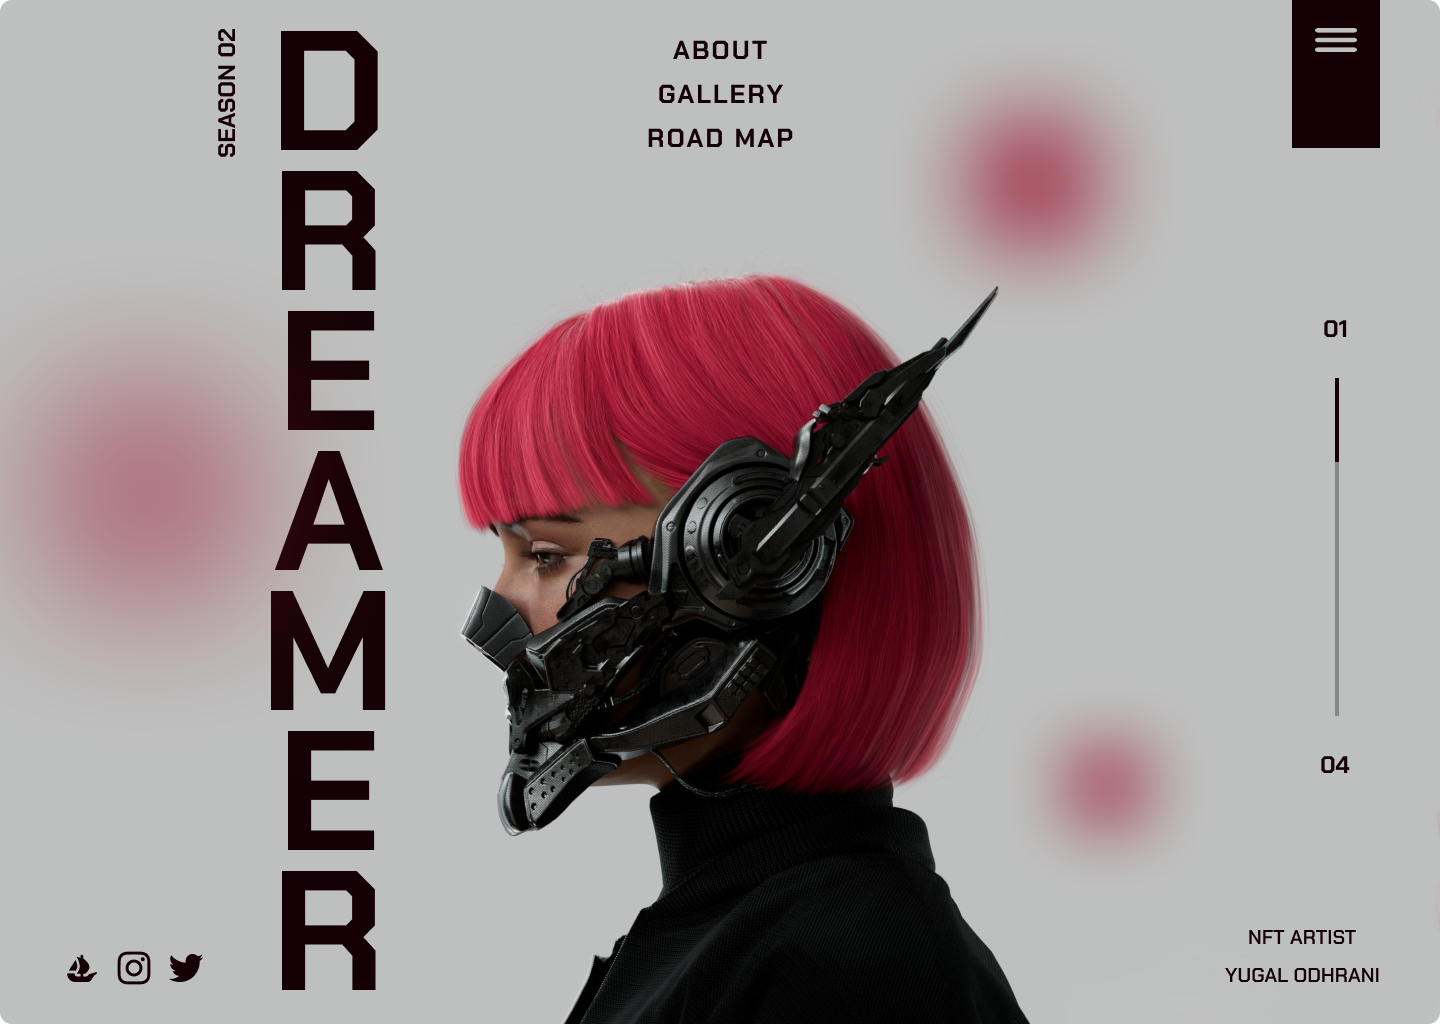 SEASON 02
DREAMER
ABOUT
GALLERY
ROAD MAP
01
04
NFT ARTIST
YUGAL ODHRANI